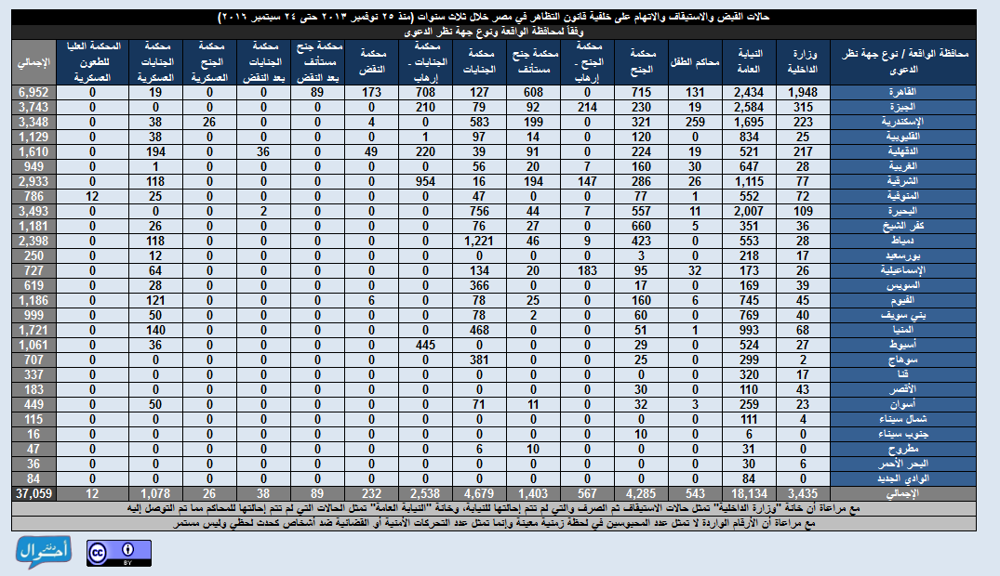 حالات القبض والاستيقاف والاتهام على خلفية قانون التظاهر في مصر خلال ثلاث سنوات (منذ ٢٥ نوفمبر ٢٠١٣ حتى ٢٤ سبتمبر ٢٠١٦)
وفقاً لمحافظة الواقعة ونوع جهة نظر الدعوى
محافظة الواقعة / نوع جهة نظر الدعوى | وزارة الداخلية | النيابة العامة | محاكم الطفل | محكمة الجنح | محكمة الجنح - إرهاب | محكمة جنح مستأنف | محكمة الجنايات | محكمة الجنايات - إرهاب | محكمة النقض | محكمة جنح مستأنف بعد النقض | محكمة الجنايات بعد النقض | محكمة الجنح العسكرية | محكمة الجنايات العسكرية | المحكمة العليا للطعون العسكرية | الإجمالي
القاهرة 1,948 2,434 131 715 0 608 127 708 173 89 0 0 19 0 6,952
الجيزة 315 2,584 19 230 214 92 79 210 0 0 0 0 0 0 3,743
الإسكندرية 223 1,695 259 321 0 199 583 0 4 0 0 26 38 0 3,348
القليوبية 25 834 0 120 0 14 97 1 0 0 0 0 38 0 1,129
الدقهلية 217 521 19 224 0 91 39 220 49 0 36 0 194 0 1,610
الغربية 28 647 30 160 7 20 56 0 0 0 0 0 1 0 949
الشرقية 77 1,115 26 286 147 194 16 954 0 0 0 0 118 0 2,933
المنوفية 72 552 1 77 0 0 47 0 0 0 0 0 25 12 786
البحيرة 109 2,007 11 557 7 44 756 0 0 0 2 0 0 0 3,493
كفر الشيخ 36 351 5 660 0 27 76 0 0 0 0 0 26 0 1,181
دمياط 28 553 0 423 9 46 1,221 0 0 0 0 0 118 0 2,398
بورسعيد 17 218 0 3 0 0 0 0 0 0 0 0 12 0 250
الإسماعيلية 26 173 32 95 183 20 134 0 0 0 0 0 64 0 727
السويس 39 169 0 17 0 0 366 0 0 0 0 0 28 0 619
الفيوم 45 745 6 160 0 25 78 0 6 0 0 0 121 0 1,186
بني سويف 40 769 0 60 0 2 78 0 0 0 0 0 50 0 999
المنيا 68 993 1 51 0 0 468 0 0 0 0 0 140 0 1,721
أسيوط 27 524 0 29 0 0 0 445 0 0 0 0 36 0 1,061
سوهاج 2 299 0 25 0 0 381 0 0 0 0 0 0 0 707
قنا 17 320 0 0 0 0 0 0 0 0 0 0 0 0 337
الأقصر 43 110 0 30 0 0 0 0 0 0 0 0 0 0 183
أسوان 23 259 3 32 0 11 71 0 0 0 0 0 50 0 449
شمال سيناء 4 111 0 0 0 0 0 0 0 0 0 0 0 0 115
جنوب سيناء 0 6 0 10 0 0 0 0 0 0 0 0 0 0 16
مطروح 0 31 0 0 0 10 6 0 0 0 0 0 0 0 47
البحر الأحمر 6 30 0 0 0 0 0 0 0 0 0 0 0 0 36
الوادي الجديد 0 84 0 0 0 0 0 0 0 0 0 0 0 0 84
الإجمالي 3,435 18,134 543 4,285 567 1,403 4,679 2,538 232 89 38 26 1,078 12 37,059
مع مراعاة أن خانة "وزارة الداخلية" تمثل حالات الاستيقاف ثم الصرف والتي لم تتم إحالتها للنيابة، وخانة "النيابة العامة" تمثل الحالات التي لم تتم إحالتها للمحاكم مما تم التوصل إليه
مع مراعاة أن الأرقام الواردة لا تمثل عدد المحبوسين في لحظة زمنية معينة وإنما تمثل عدد التحركات الأمنية أو القضائية ضد أشخاص كحدث لحظي وليس مستمر
دفتر أحوال
cc BY